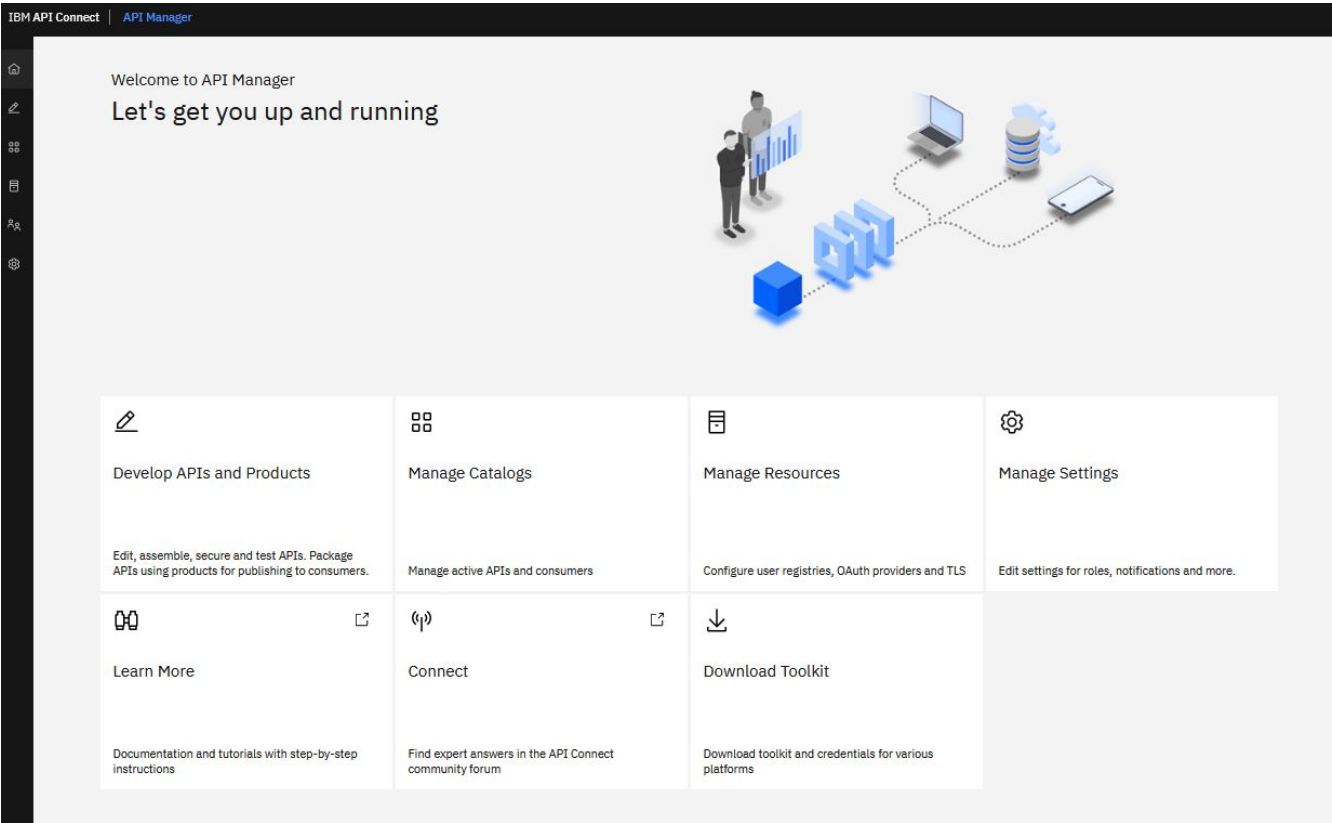 IBM API Connect | API Manager
Welcome to API Manager
Let's get you up and running
Develop APIs and Products
Edit, assemble, secure and test APIs. Package
APIs using products for publishing to consumers.
Manage Catalogs
Manage active APIs and consumers
Manage Resources
Configure user registries, OAuth providers and TLS
Manage Settings
Edit settings for roles, notifications and more.
Learn More
Documentation and tutorials with step-by-step
instructions
Connect
Find expert answers in the API Connect
community forum
Download Toolkit
Download toolkit and credentials for various
platforms